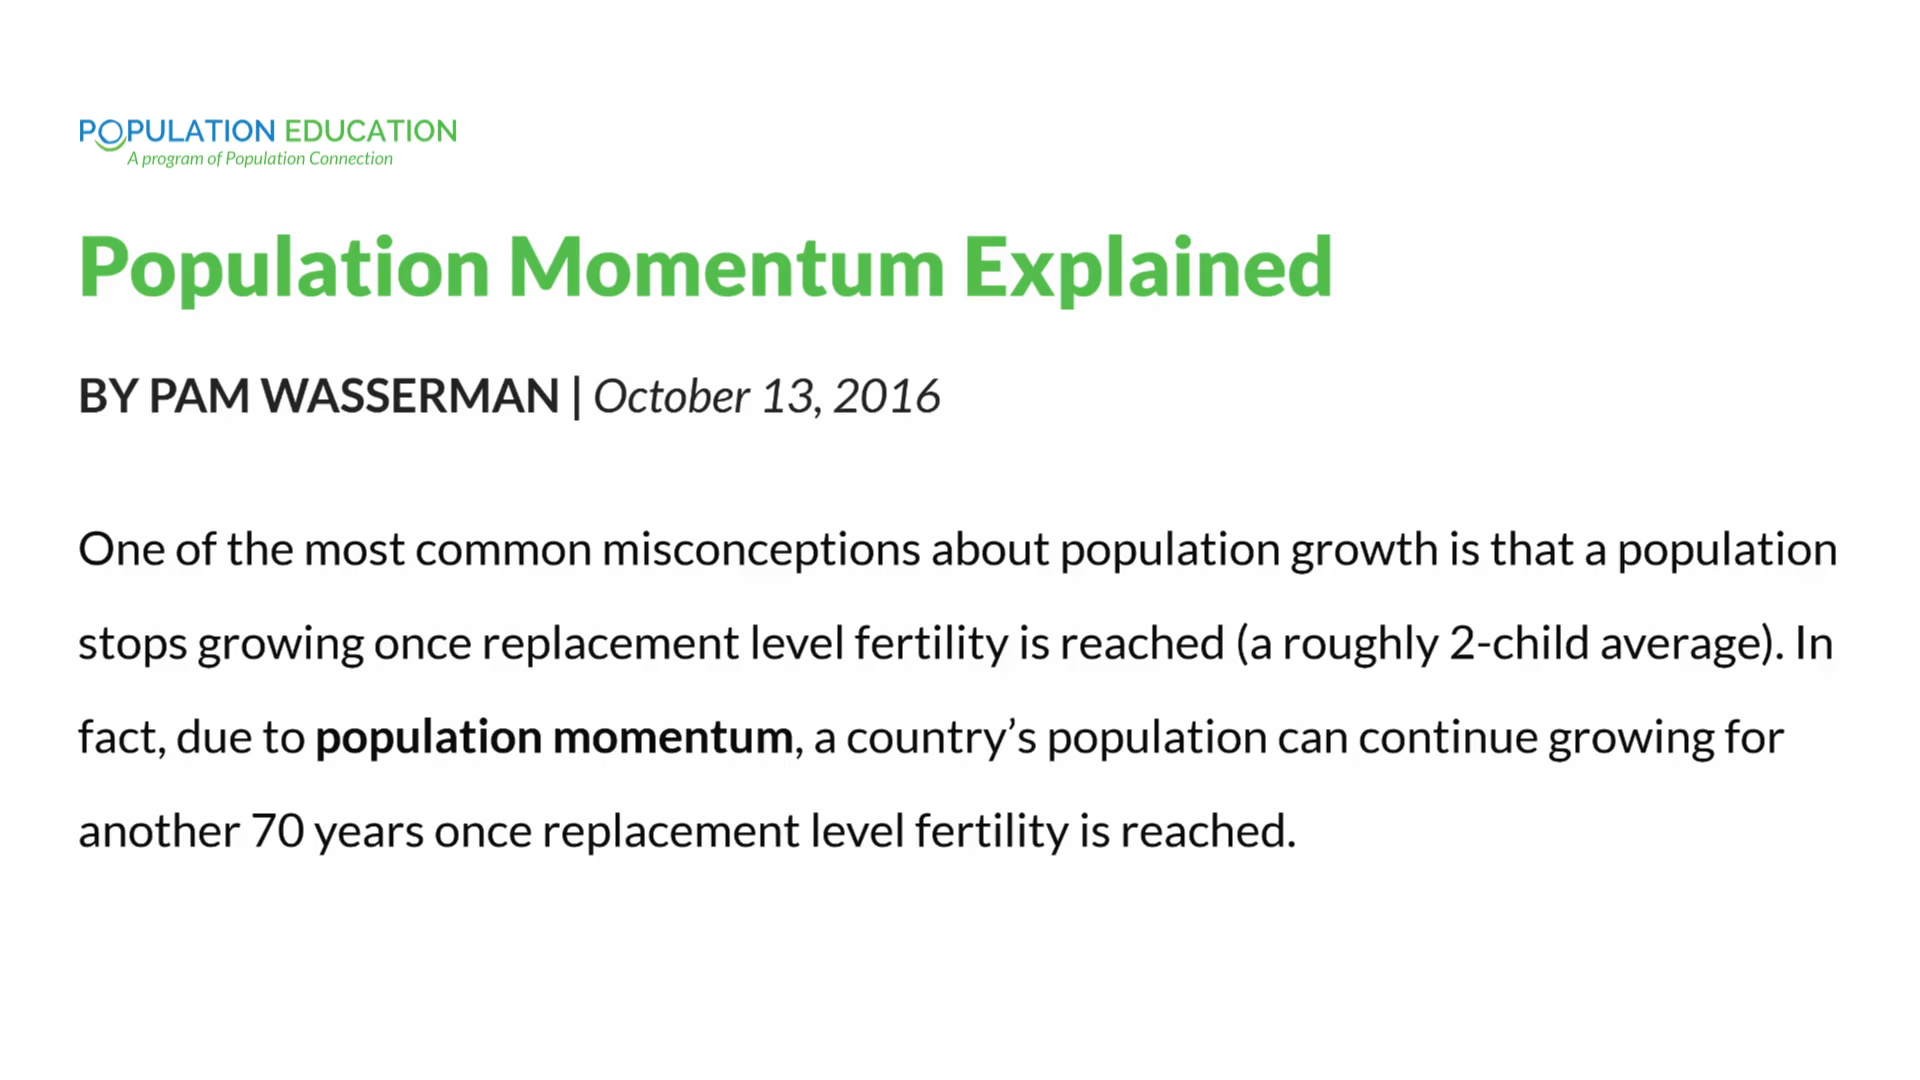 POPULATION EDUCATION
A program of Population Connection
Population Momentum Explained
BY PAM WASSERMAN | October 13, 2016
One of the most common misconceptions about population growth is that a population
stops growing once replacement level fertility is reached (a roughly 2-child average). In
fact, due to population momentum, a country’s population can continue growing for
another 70 years once replacement level fertility is reached.